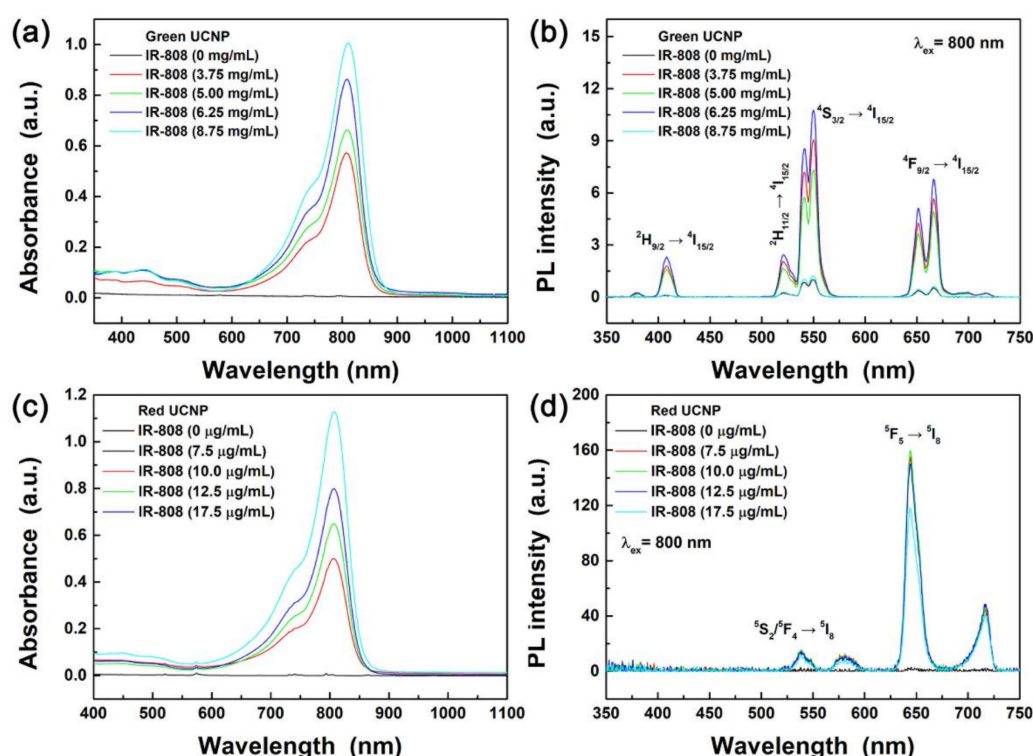 (a)
Green UCNP
IR-808 (0 mg/mL)
IR-808 (3.75 mg/mL)
IR-808 (5.00 mg/mL)
IR-808 (6.25 mg/mL)
IR-808 (8.75 mg/mL)
Absorbance (a.u.)
1.0
0.8
0.6
0.4
0.2
0.0
400 500 600 700 800 900 1000 1100
Wavelength (nm)
(b)
Green UCNP
IR-808 (0 mg/mL)
IR-808 (3.75 mg/mL)
IR-808 (5.00 mg/mL)
IR-808 (6.25 mg/mL)
IR-808 (8.75 mg/mL)
λex= 800 nm
⁴S3/2 → ⁴I15/2
⁴F9/2 → ⁴I15/2
²H11/2 → ⁴I15/2
²H9/2 → ⁴I15/2
PL intensity (a.u.)
15
12
9
6
3
0
350 400 450 500 550 600 650 700 750
Wavelength (nm)
(c)
Red UCNP
IR-808 (0 μg/mL)
IR-808 (7.5 μg/mL)
IR-808 (10.0 μg/mL)
IR-808 (12.5 μg/mL)
IR-808 (17.5 μg/mL)
Absorbance (a.u.)
1.2
1.0
0.8
0.6
0.4
0.2
0.0
400 500 600 700 800 900 1000 1100
Wavelength (nm)
(d)
Red UCNP
IR-808 (0 μg/mL)
IR-808 (7.5 μg/mL)
IR-808 (10.0 μg/mL)
IR-808 (12.5 μg/mL)
IR-808 (17.5 μg/mL)
λex= 800 nm
⁵F5 → ⁵I8
⁵S2/⁵F4 → ⁵I8
PL intensity (a.u.)
200
160
120
80
40
0
350 400 450 500 550 600 650 700 750
Wavelength (nm)